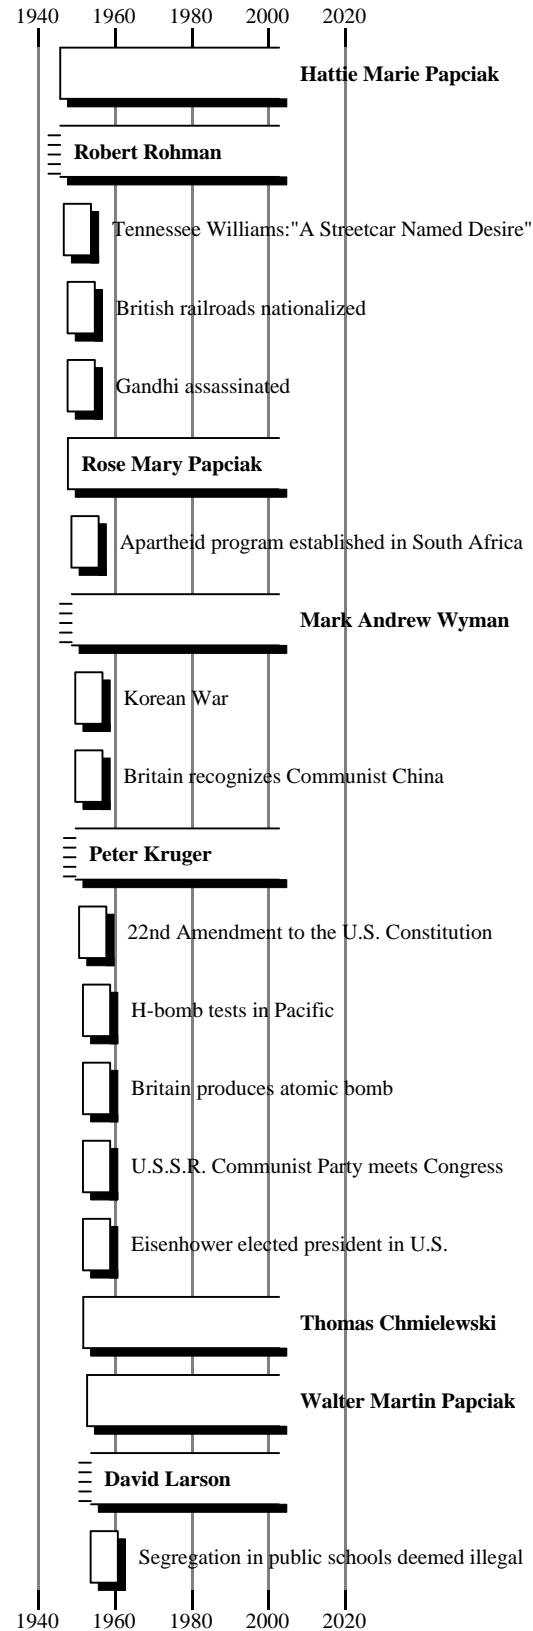 1940 1960 1980 2000 2020
Hattie Marie Papciak
Robert Rohman
Tennessee Williams:"A Streetcar Named Desire"
British railroads nationalized
Gandhi assassinated
Rose Mary Papciak
Apartheid program established in South Africa
Mark Andrew Wyman
Korean War
Britain recognizes Communist China
Peter Kruger
22nd Amendment to the U.S. Constitution
H-bomb tests in Pacific
Britain produces atomic bomb
U.S.S.R. Communist Party meets Congress
Eisenhower elected president in U.S.
Thomas Chmielewski
Walter Martin Papciak
David Larson
Segregation in public schools deemed illegal
1940 1960 1980 2000 2020